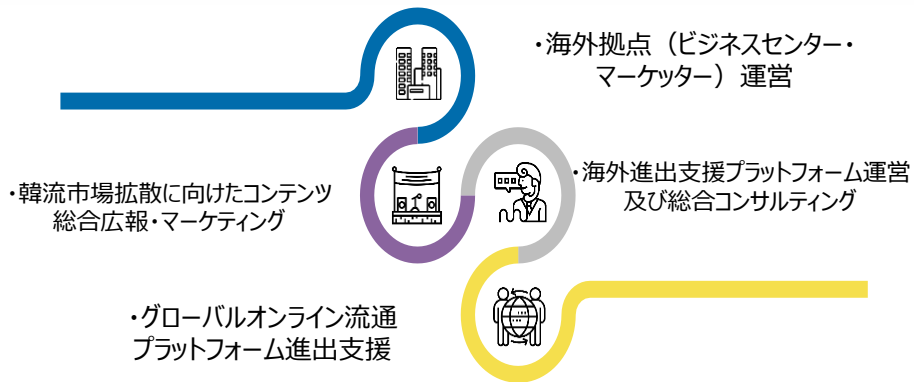 ・海外拠点（ビジネスセンター・
マーケッター）運営
・韓流市場拡散に向けたコンテンツ
総合広報・マーケティング
・海外進出支援プラットフォーム運営
及び総合コンサルティング
・グローバルオンライン流通
プラットフォーム進出支援